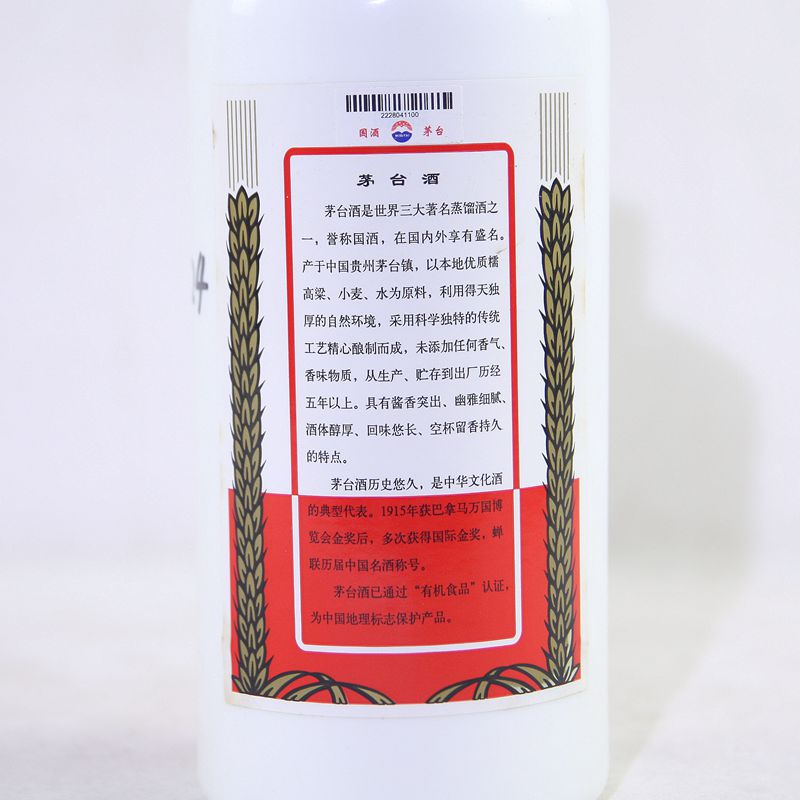 2228041100
国酒 茅台
茅台酒
茅台酒是世界三大著名蒸馏酒之
一，誉称国酒，在国内外享有盛名。
产于中国贵州茅台镇，以本地优质糯
高粱、小麦、水为原料，利用得天独
厚的自然环境，采用科学独特的传统
工艺精心酿制而成，未添加任何香气、
香味物质，从生产、贮存到出厂历经
五年以上。具有酱香突出、幽雅细腻、
酒体醇厚、回味悠长、空杯留香持久
的特点。
茅台酒历史悠久，是中华文化酒
的典型代表。1915年获巴拿马万国博
览会金奖后，多次获得国际金奖，蝉
联历届中国名酒称号。
茅台酒已通过“有机食品”认证，
为中国地理标志保护产品。